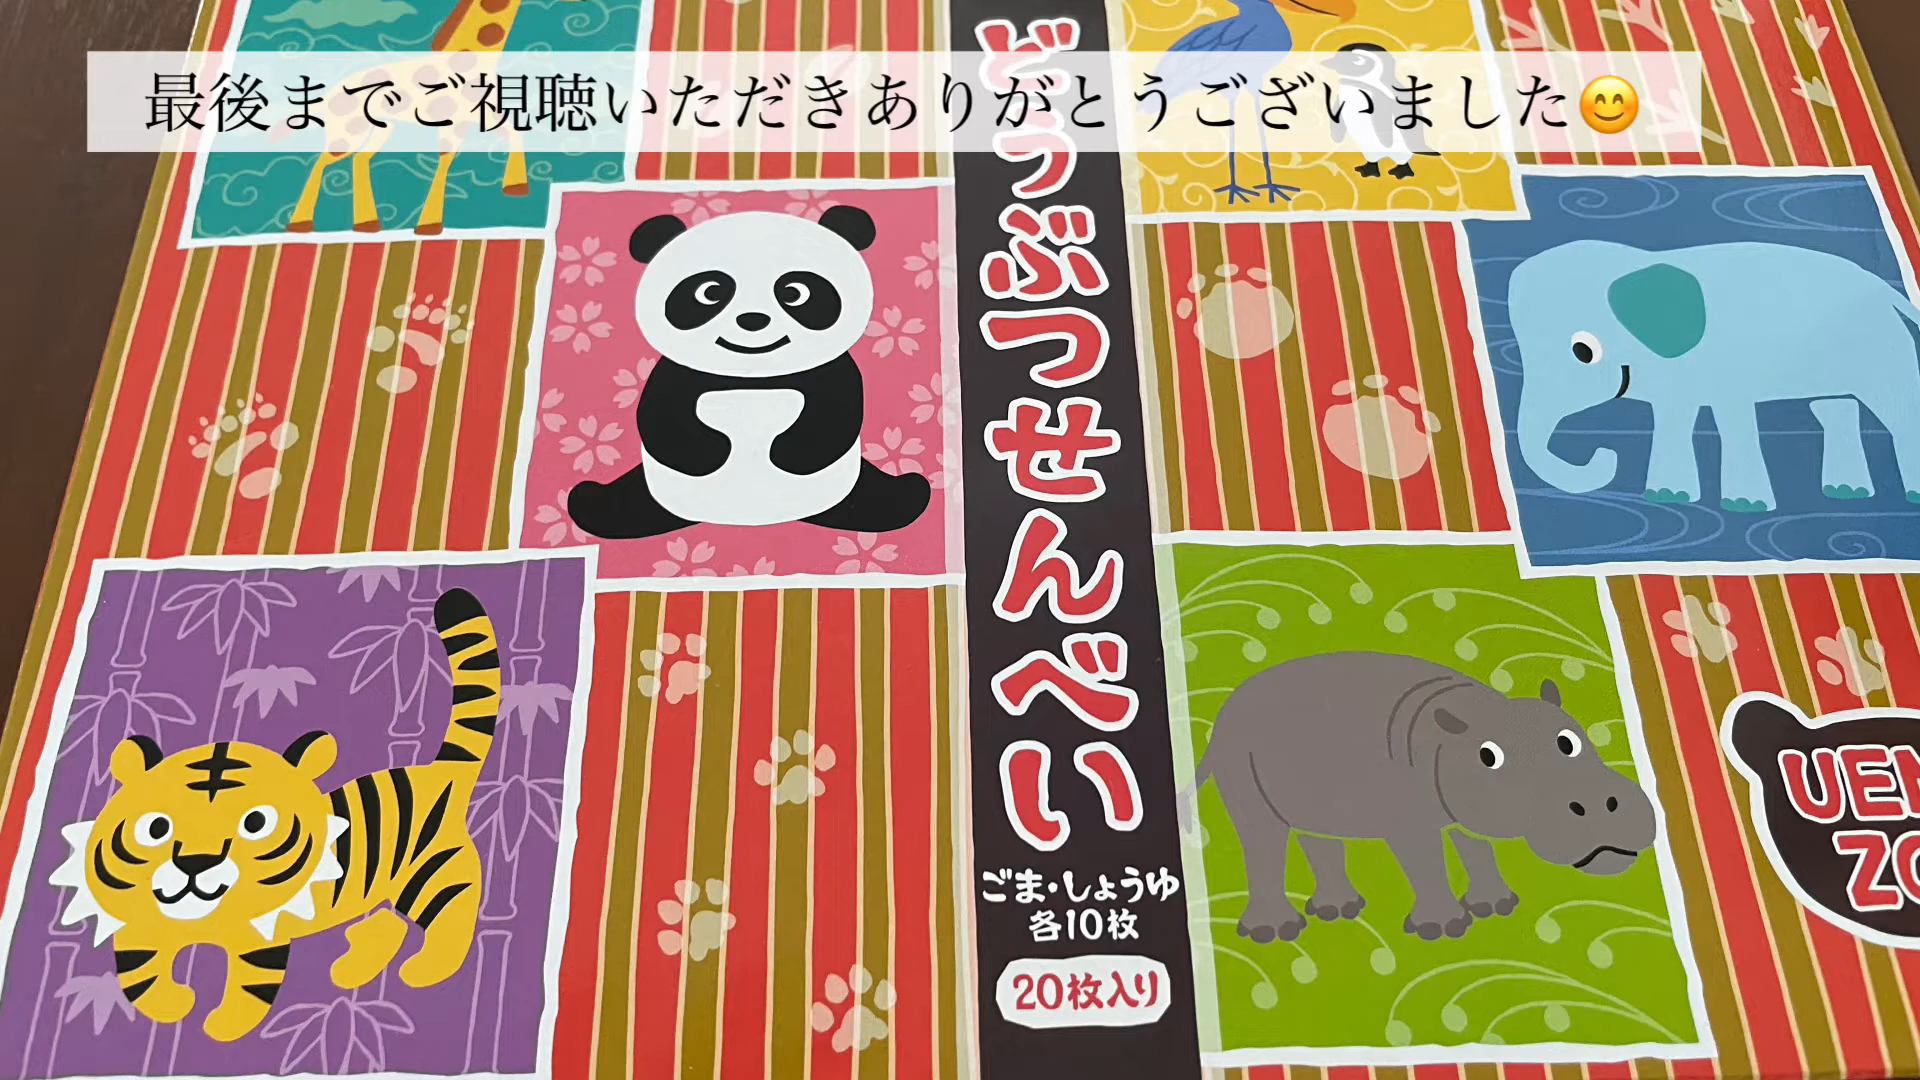 最後までご視聴いただきありがとうございました😊
どうぶつせんべい
ごま・しょうゆ
各10枚
20枚入り